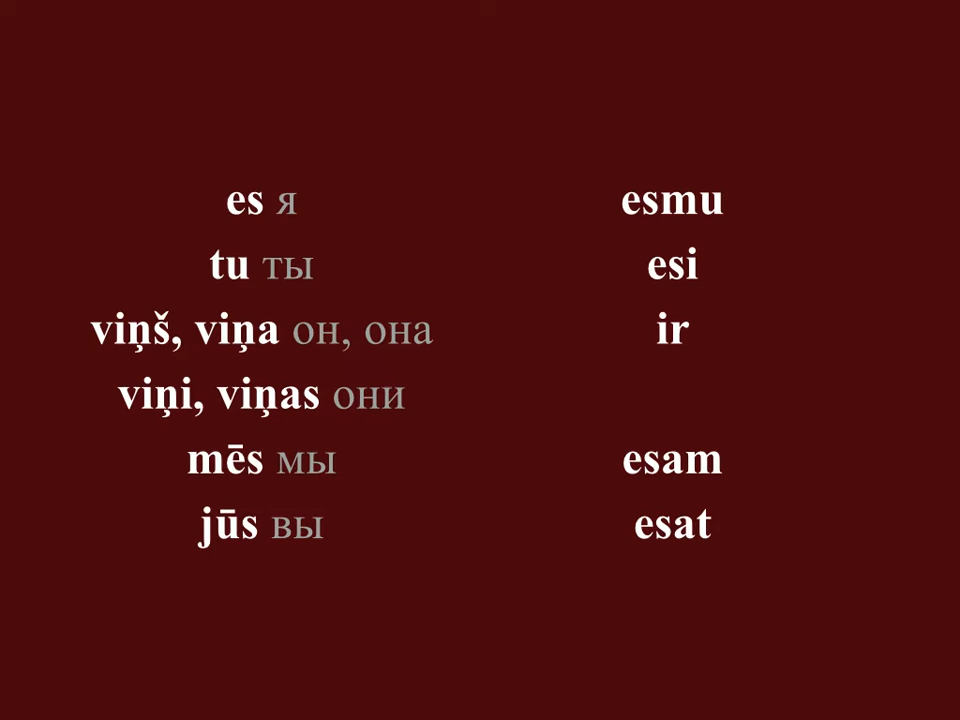 es я esmu
tu ты esi
viņš, viņa он, она ir
viņi, viņas они
mēs мы esam
jūs вы esat